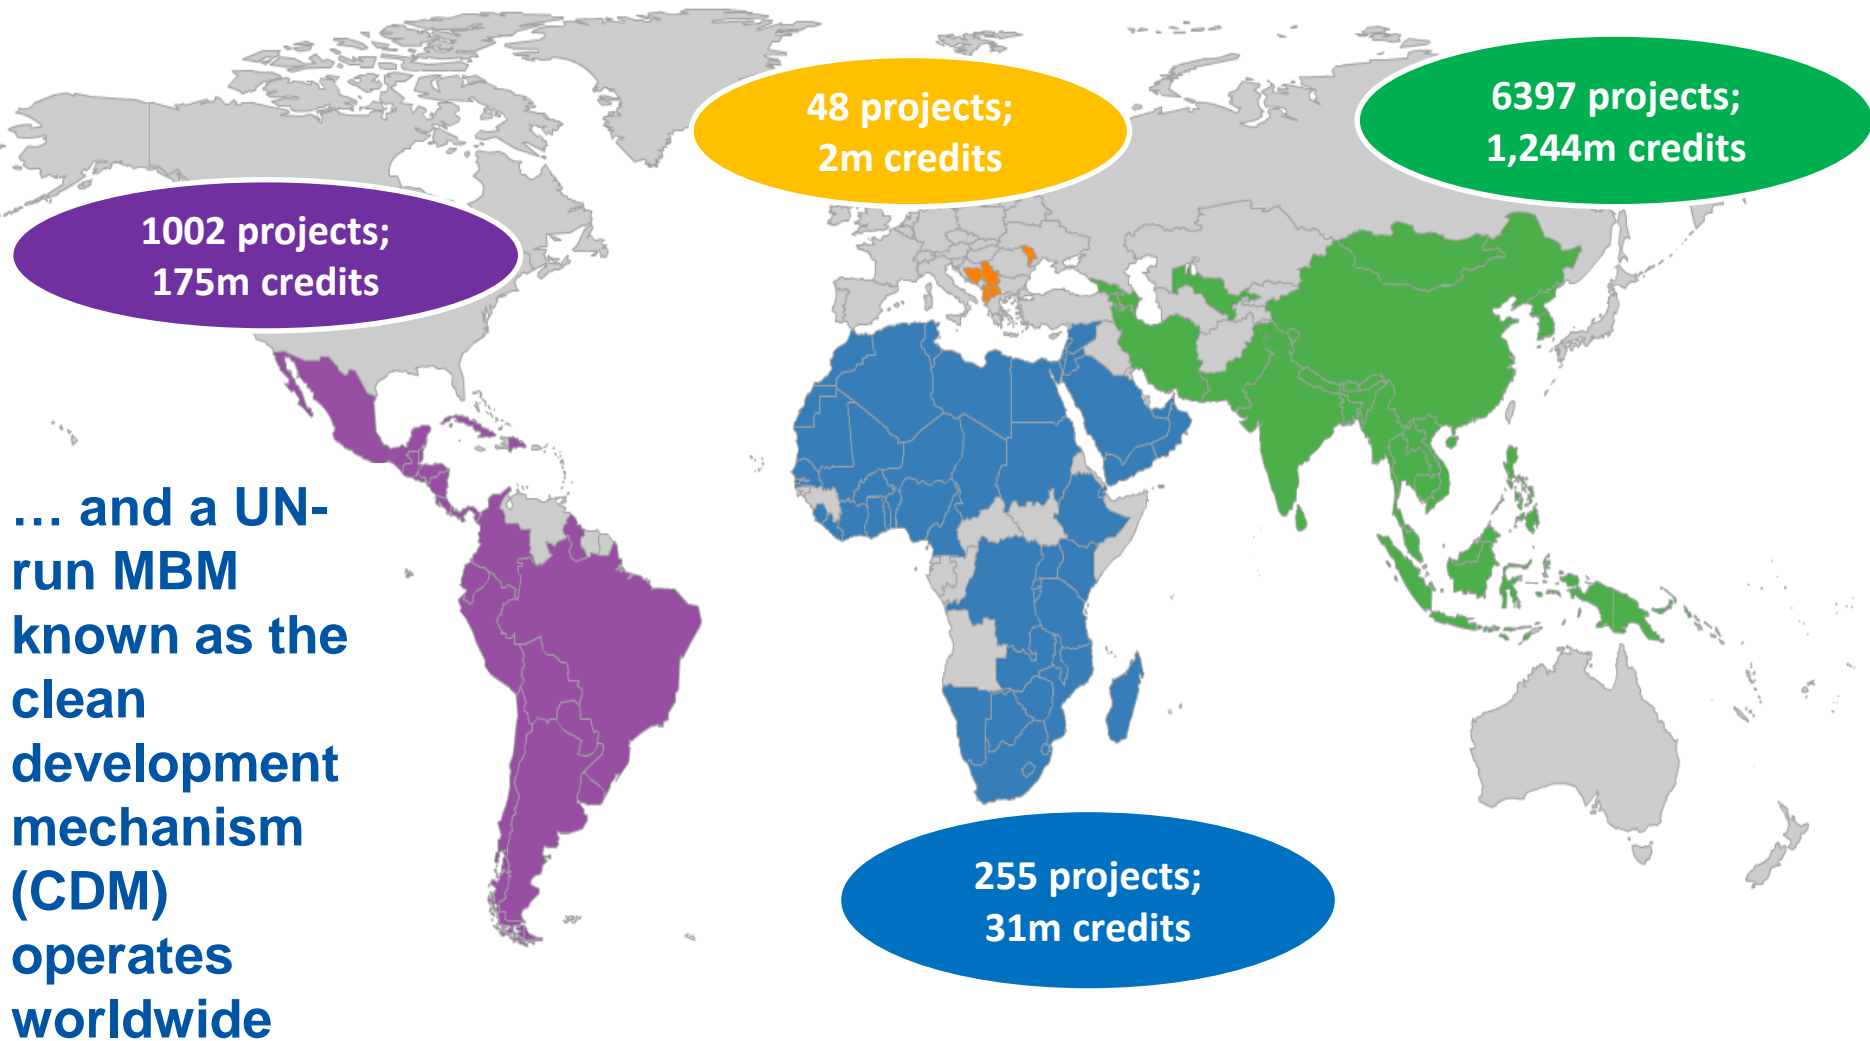 48 projects;
2m credits
6397 projects;
1,244m credits
1002 projects;
175m credits
… and a UN-
run MBM
known as the
clean
development
mechanism
(CDM)
operates
worldwide
255 projects;
31m credits